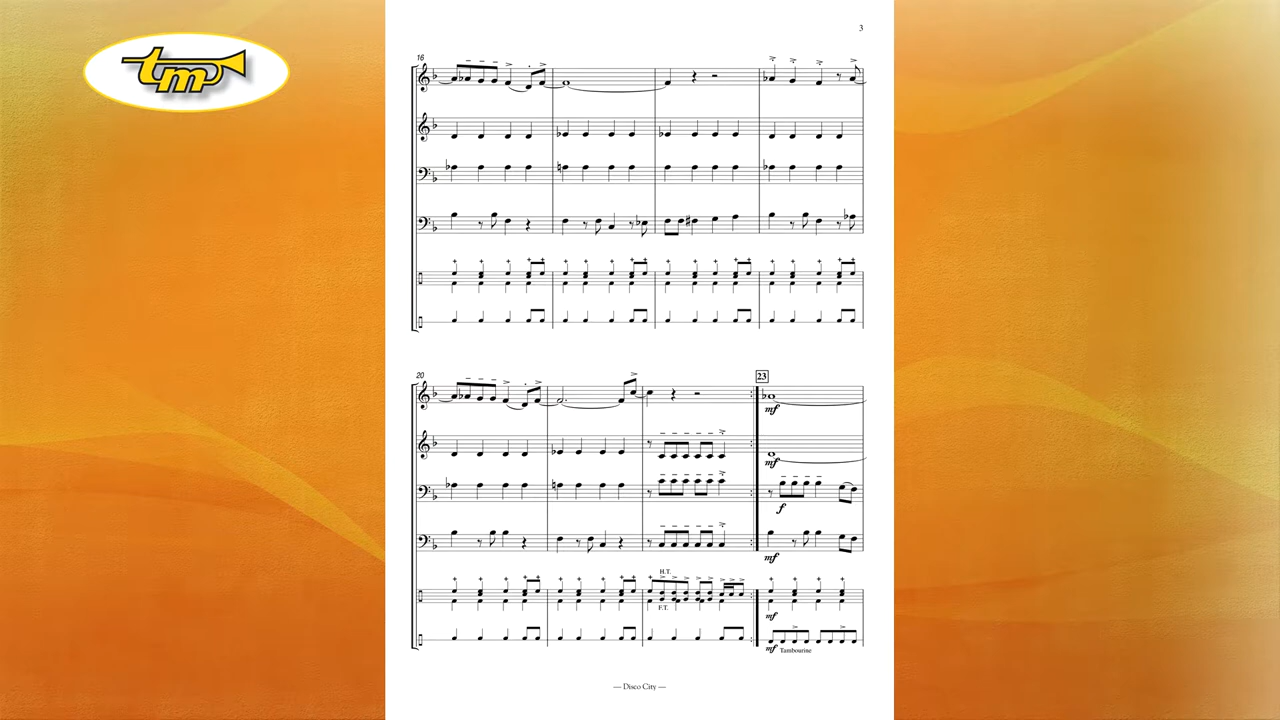 tm
3
16
20
23
mf
mf
f
mf
H.T.
F.T.
mf
mf Tambourine
— Disco City —